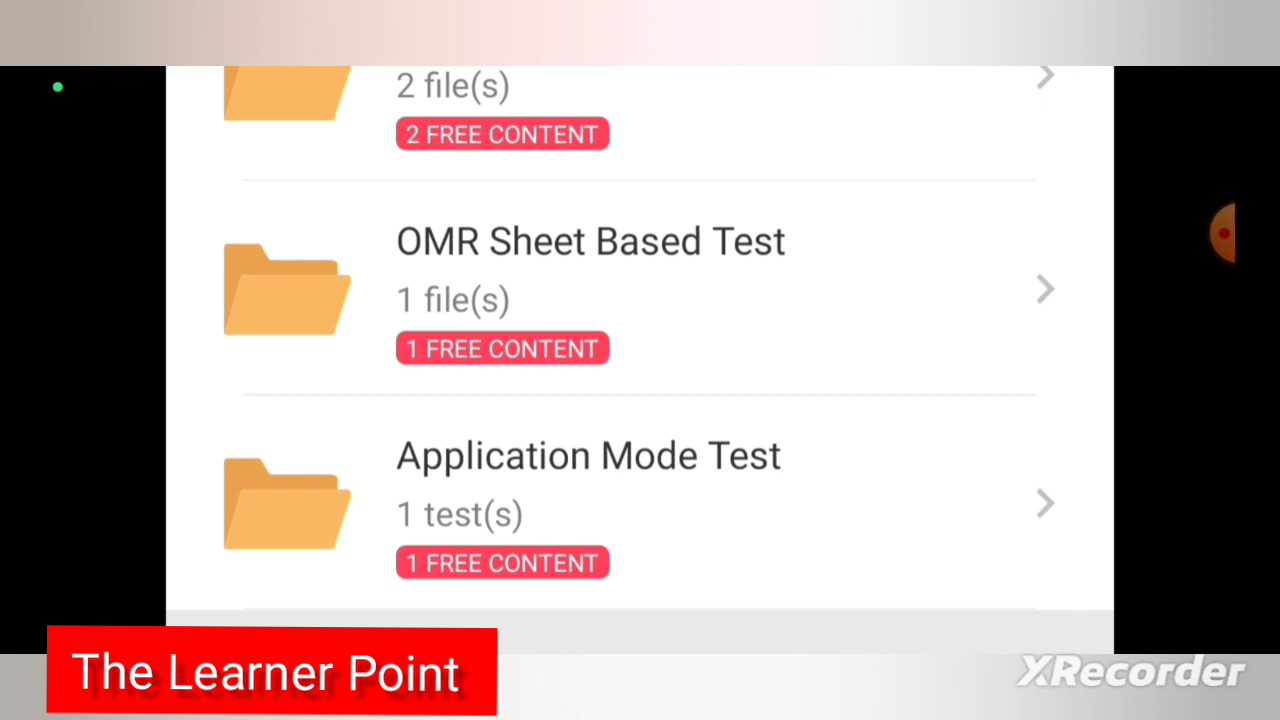 2 file(s)
2 FREE CONTENT
OMR Sheet Based Test
1 file(s)
1 FREE CONTENT
Application Mode Test
1 test(s)
1 FREE CONTENT
The Learner Point
XRecorder